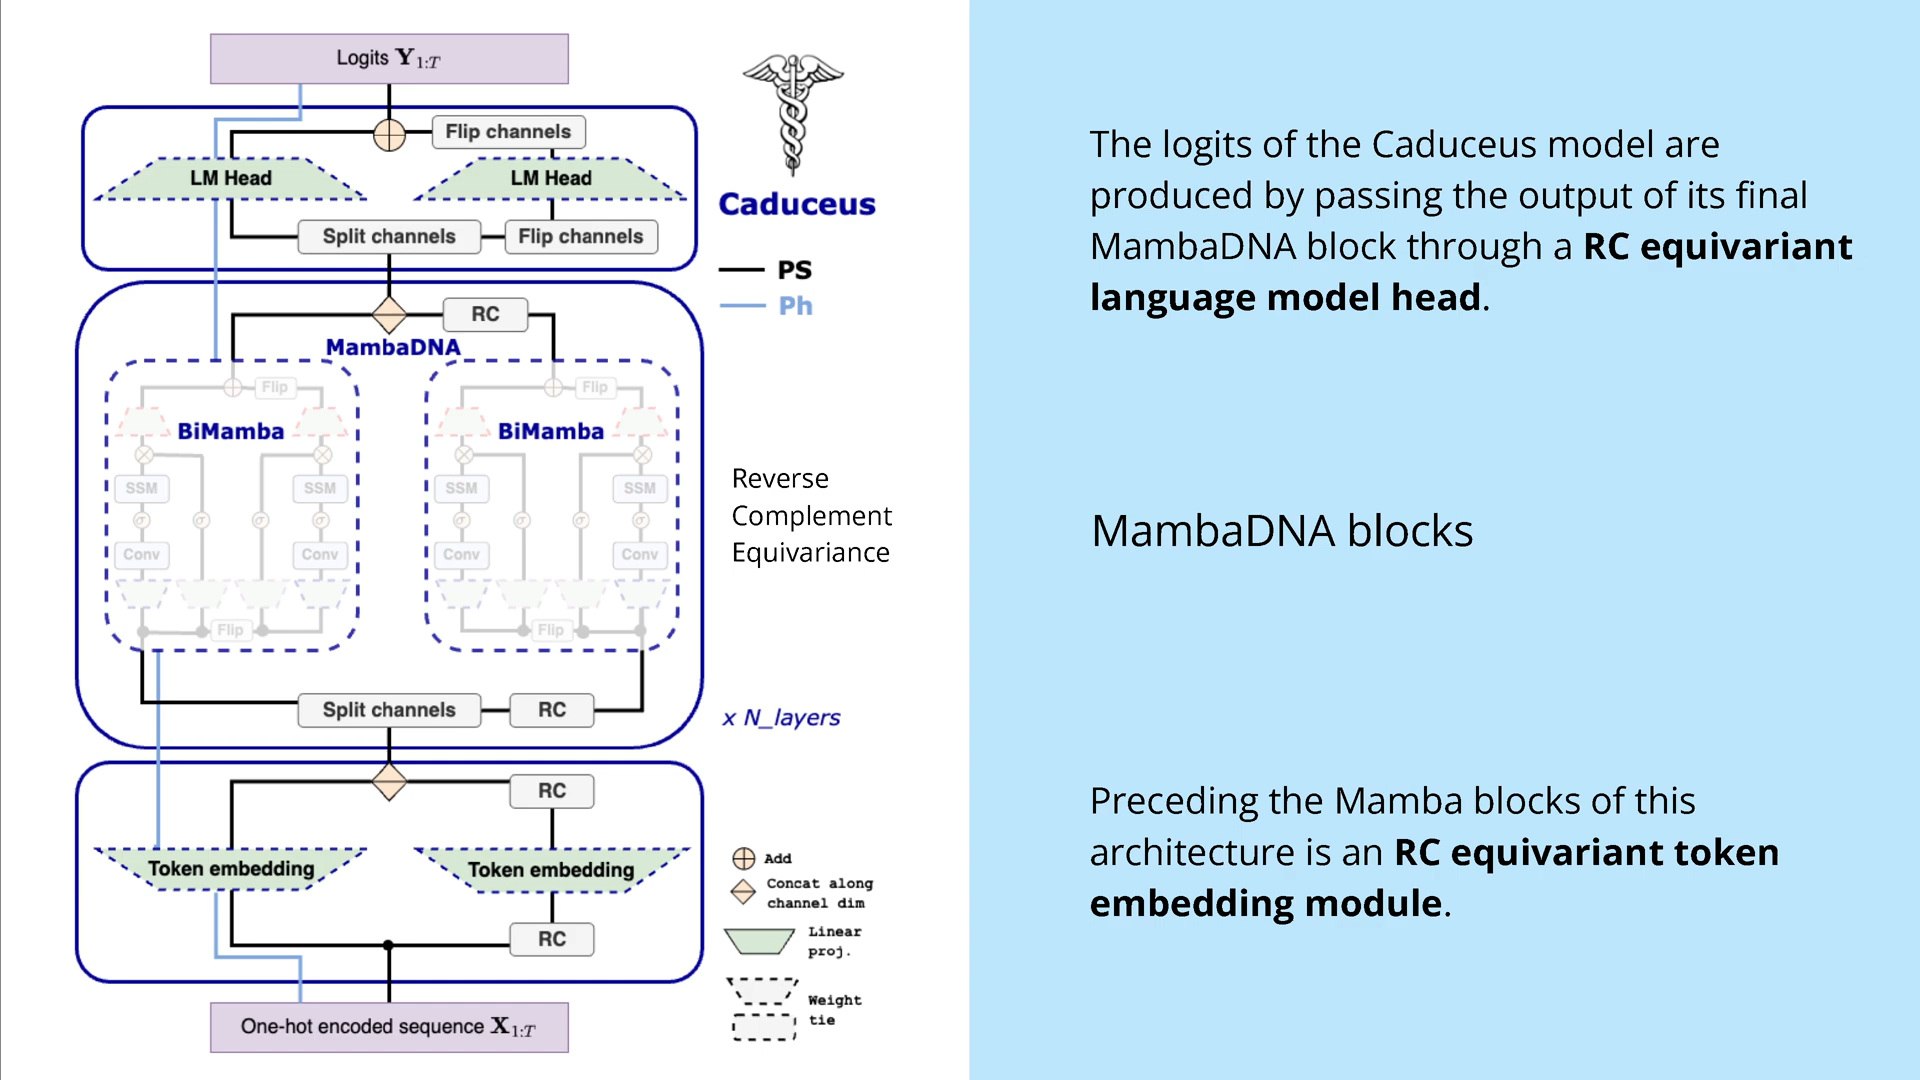 Logits Y1:T
Flip channels
LM Head
LM Head
Split channels
Flip channels
Caduceus
PS
Ph
RC
MambaDNA
Flip
Flip
BiMamba
BiMamba
SSM
SSM
SSM
SSM
σ
σ
σ
σ
σ
σ
σ
σ
Conv
Conv
Conv
Conv
Flip
Flip
Reverse
Complement
Equivariance
Split channels
RC
x N_layers
RC
Token embedding
Token embedding
RC
Add
Concat along
channel dim
Linear
proj.
Weight
tie
One-hot encoded sequence X1:T
The logits of the Caduceus model are
produced by passing the output of its final
MambaDNA block through a RC equivariant
language model head.
MambaDNA blocks
Preceding the Mamba blocks of this
architecture is an RC equivariant token
embedding module.